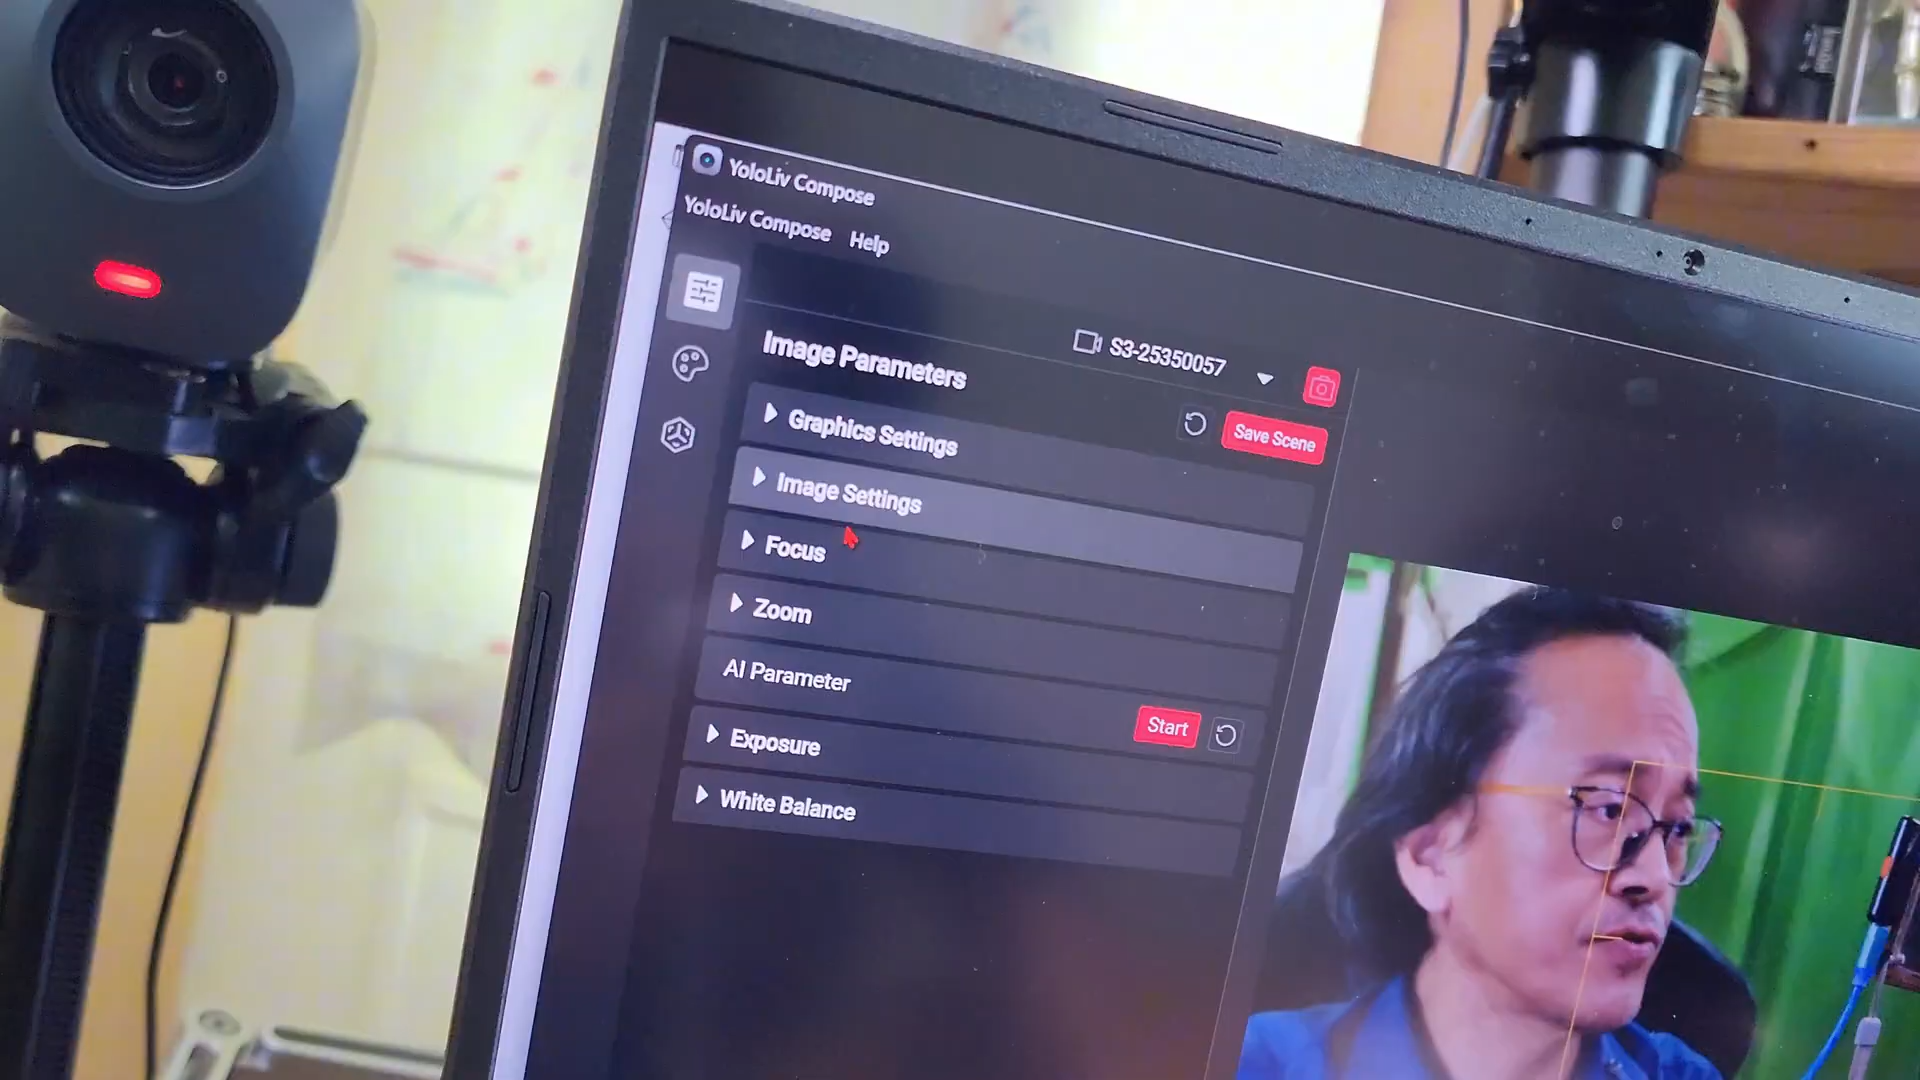 YoloLiv Compose
YoloLiv Compose Help
S3-25350057
Image Parameters
Save Scene
Graphics Settings
Image Settings
Focus
Zoom
AI Parameter
Start
Exposure
White Balance